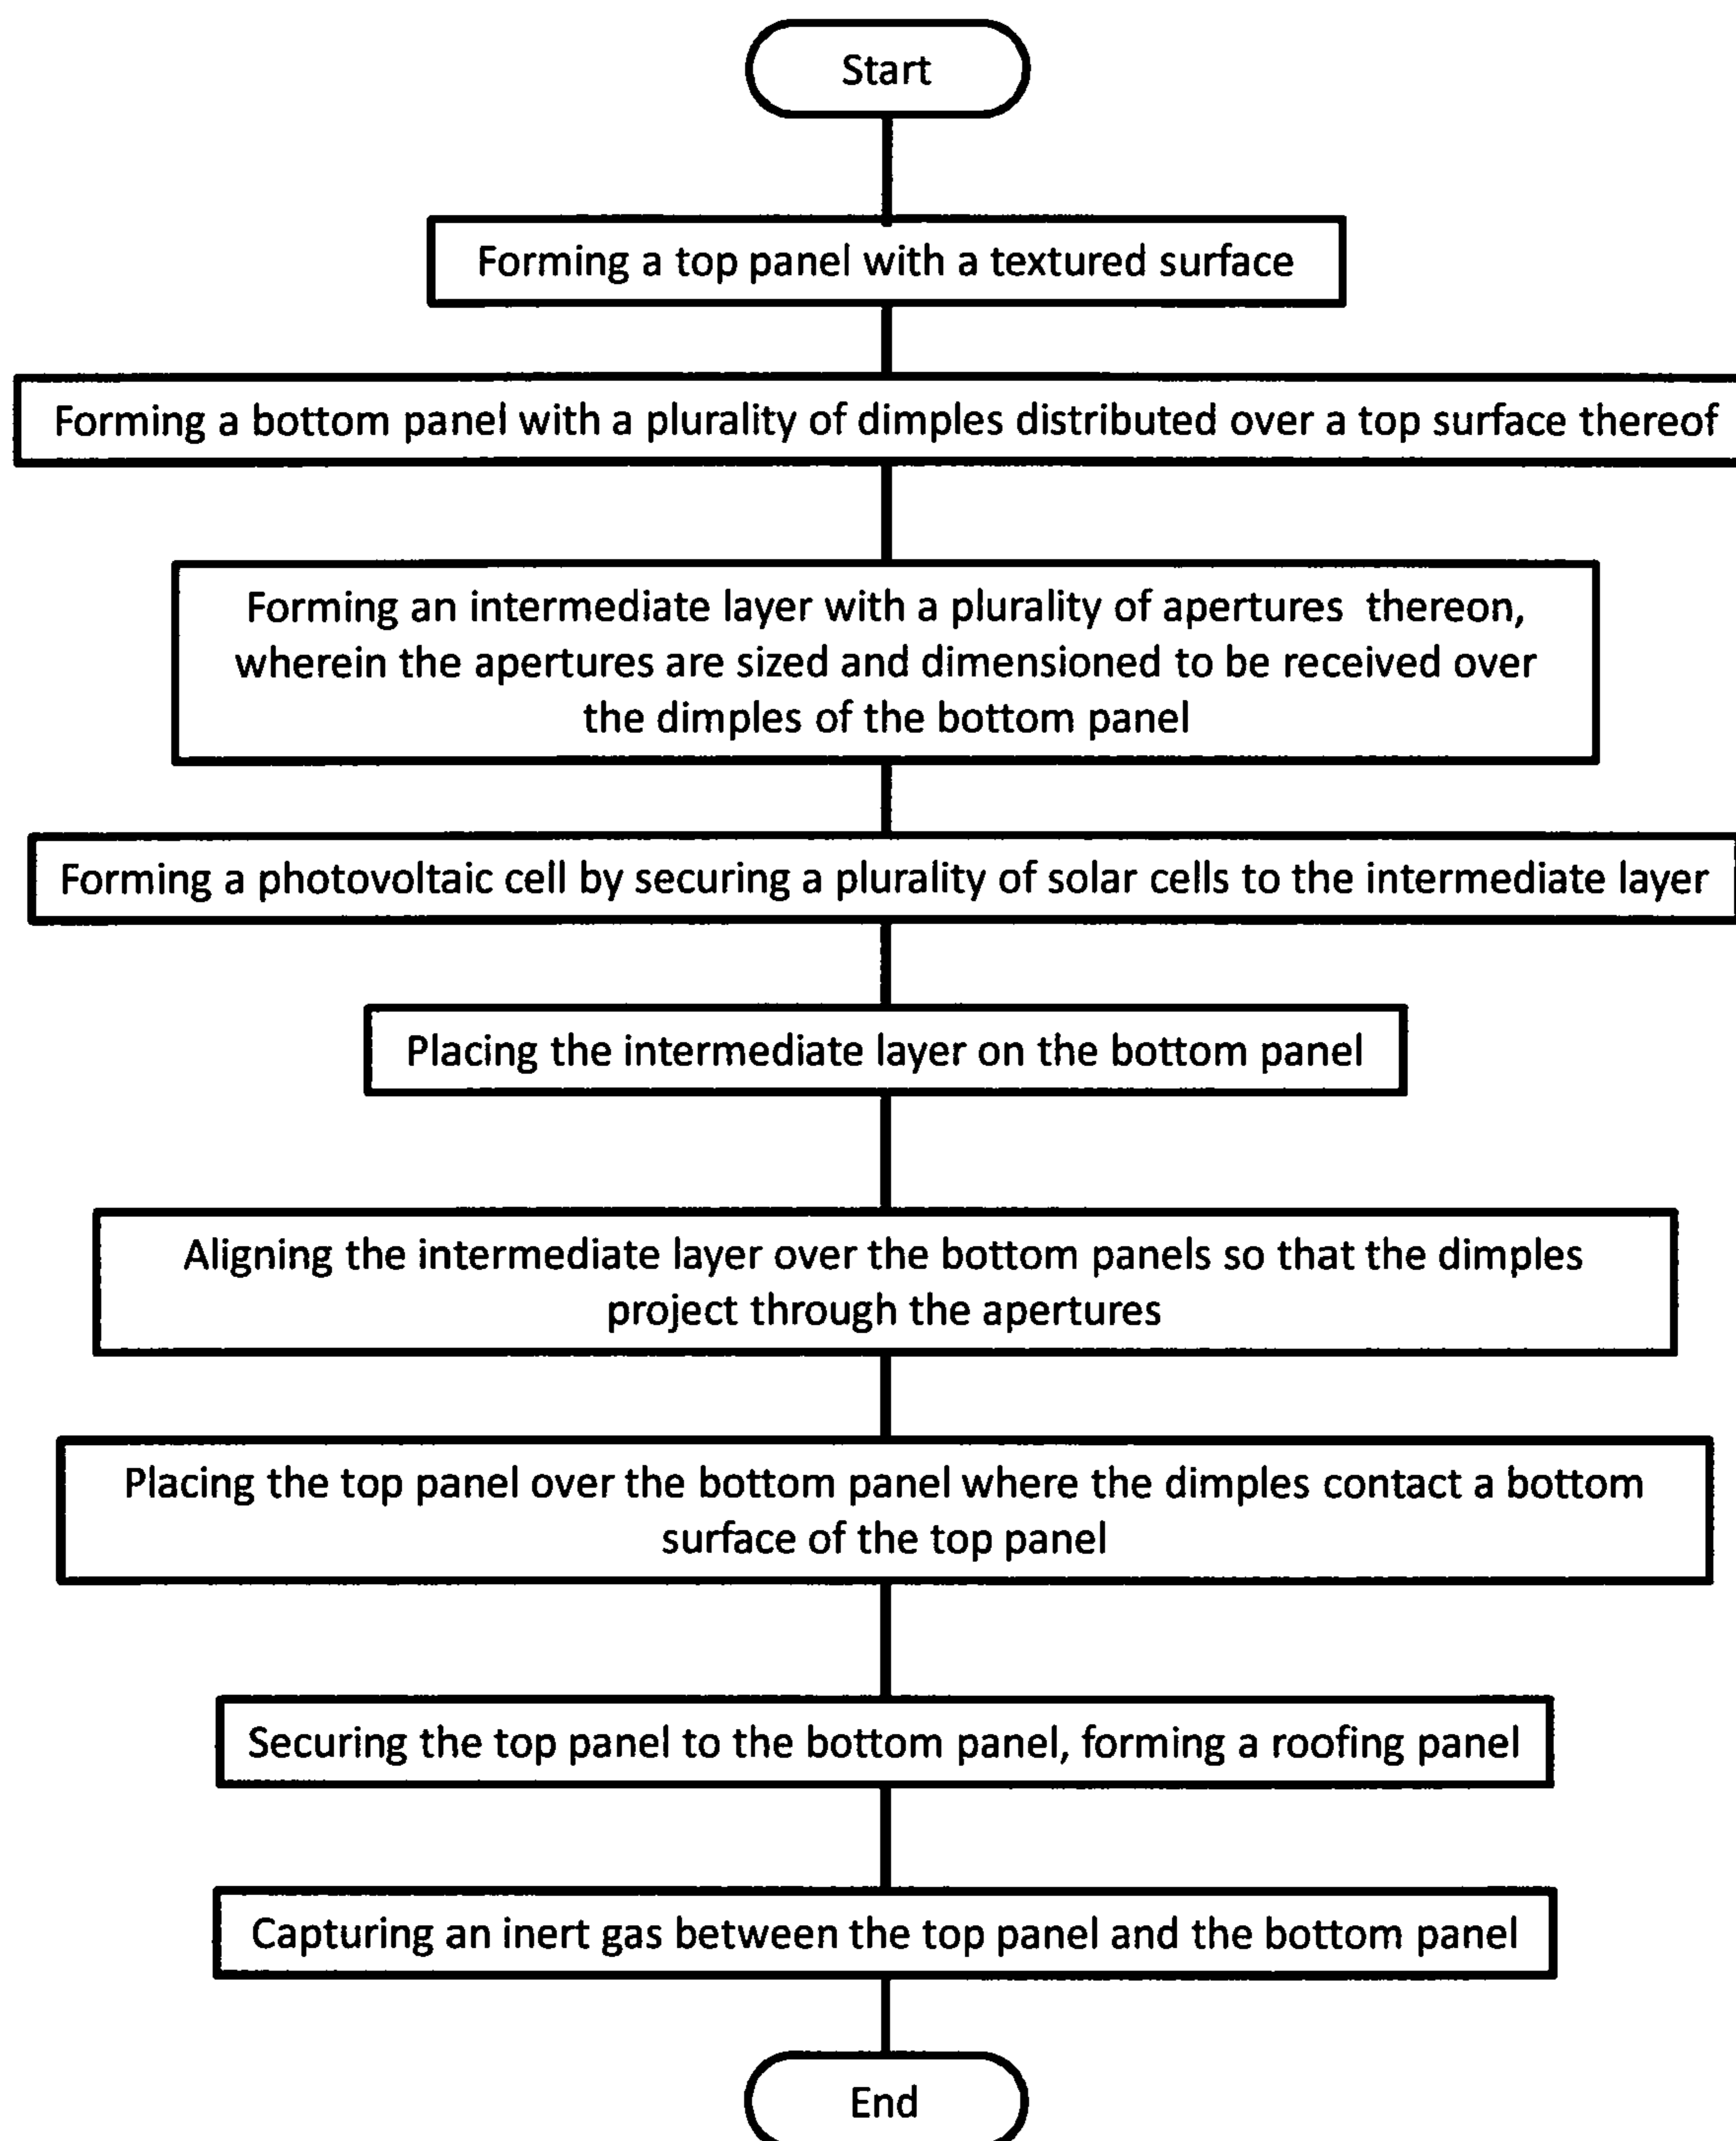 Start
Forming a top panel with a textured surface
Forming a bottom panel with a plurality of dimples distributed over a top surface thereof
Forming an intermediate layer with a plurality of apertures thereon,
wherein the apertures are sized and dimensioned to be received over
the dimples of the bottom panel
Forming a photovoltaic cell by securing a plurality of solar cells to the intermediate layer
Placing the intermediate layer on the bottom panel
Aligning the intermediate layer over the bottom panels so that the dimples
project through the apertures
Placing the top panel over the bottom panel where the dimples contact a bottom
surface of the top panel
Securing the top panel to the bottom panel, forming a roofing panel
Capturing an inert gas between the top panel and the bottom panel
End